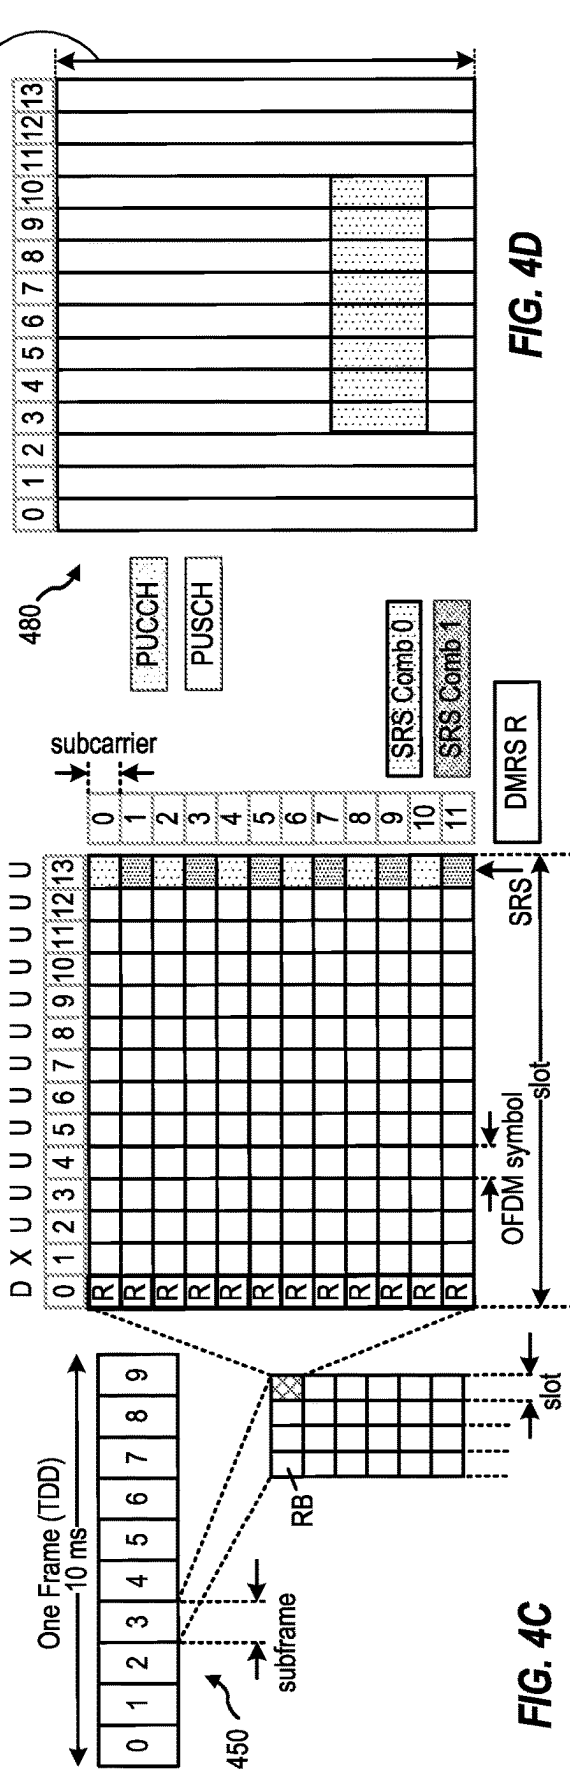 One Frame (TDD)
10 ms
0 1 2 3 4 5 6 7 8 9
450
subframe
RB
slot
D X U U U U U U U U U U U U
0 1 2 3 4 5 6 7 8 9 10 11 12 13
subcarrier
R 0
R 1
R 2
R 3
R 4
R 5
R 6
R 7
R 8
R 9
R 10
R 11
OFDM symbol
SRS
slot
FIG. 4C
480
PUCCH
PUSCH
SRS Comb 0
SRS Comb 1
DMRS R
0 1 2 3 4 5 6 7 8 9 10 11 12 13
FIG. 4D